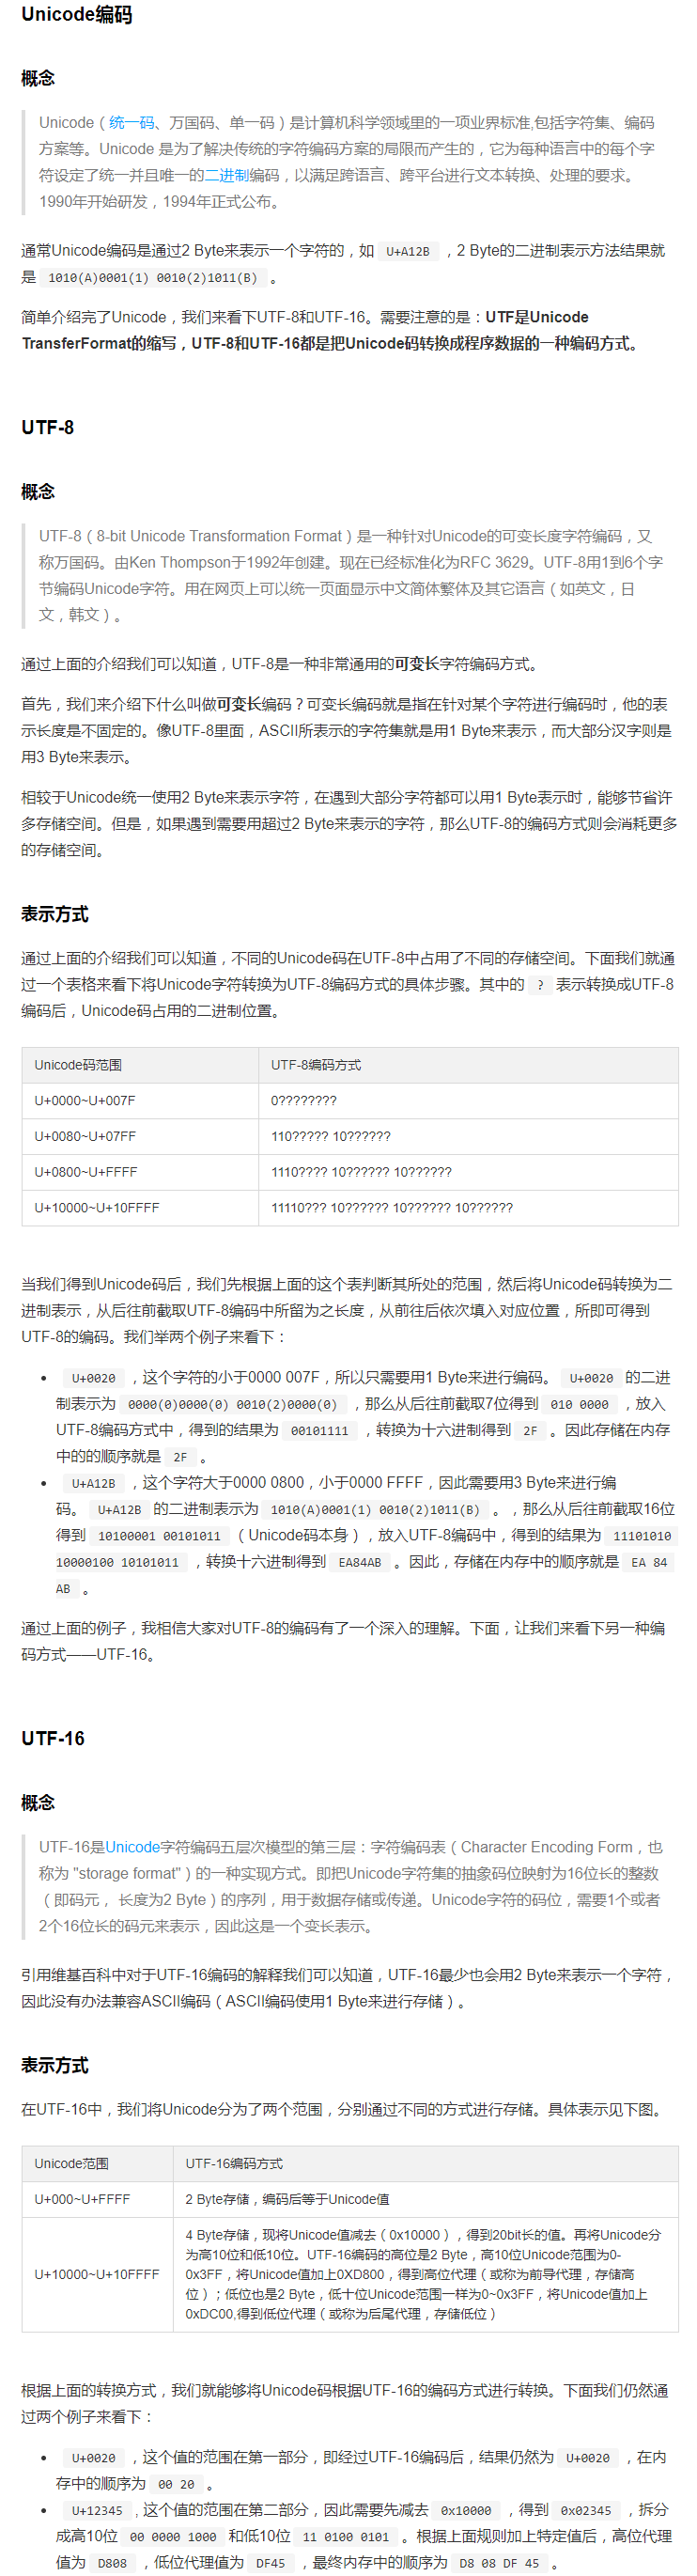 Unicode编码
概念
Unicode（统一码、万国码、单一码）是计算机科学领域里的一项业界标准,包括字符集、编码
方案等。Unicode 是为了解决传统的字符编码方案的局限而产生的，它为每种语言中的每个字
符设定了统一并且唯一的二进制编码，以满足跨语言、跨平台进行文本转换、处理的要求。
1990年开始研发，1994年正式公布。
通常Unicode编码是通过2 Byte来表示一个字符的，如 U+A12B ，2 Byte的二进制表示方法结果就
是 1010(A)0001(1) 0010(2)1011(B) 。
简单介绍完了Unicode，我们来看下UTF-8和UTF-16。需要注意的是：UTF是Unicode
TransferFormat的缩写，UTF-8和UTF-16都是把Unicode码转换成程序数据的一种编码方式。
UTF-8
概念
UTF-8（8-bit Unicode Transformation Format）是一种针对Unicode的可变长度字符编码，又
称万国码。由Ken Thompson于1992年创建。现在已经标准化为RFC 3629。UTF-8用1到6个字
节编码Unicode字符。用在网页上可以统一页面显示中文简体繁体及其它语言（如英文，日
文，韩文）。
通过上面的介绍我们可以知道，UTF-8是一种非常通用的可变长字符编码方式。
首先，我们来介绍下什么叫做可变长编码？可变长编码就是指在针对某个字符进行编码时，他的表
示长度是不固定的。像UTF-8里面，ASCII所表示的字符集就是用1 Byte来表示，而大部分汉字则是
用3 Byte来表示。
相较于Unicode统一使用2 Byte来表示字符，在遇到大部分字符都可以用1 Byte表示时，能够节省许
多存储空间。但是，如果遇到需要用超过2 Byte来表示的字符，那么UTF-8的编码方式则会消耗更多
的存储空间。
表示方式
通过上面的介绍我们可以知道，不同的Unicode码在UTF-8中占用了不同的存储空间。下面我们就通
过一个表格来看下将Unicode字符转换为UTF-8编码方式的具体步骤。其中的 ? 表示转换成UTF-8
编码后，Unicode码占用的二进制位置。
Unicode码范围 UTF-8编码方式
U+0000~U+007F 0????????
U+0080~U+07FF 110????? 10??????
U+0800~U+FFFF 1110???? 10?????? 10??????
U+10000~U+10FFFF 11110??? 10?????? 10?????? 10??????
当我们得到Unicode码后，我们先根据上面的这个表判断其所处的范围，然后将Unicode码转换为二
进制表示，从后往前截取UTF-8编码中所留为之长度，从前往后依次填入对应位置，所即可得到
UTF-8的编码。我们举两个例子来看下：
• U+0020 ，这个字符的小于0000 007F，所以只需要用1 Byte来进行编码。 U+0020 的二进
制表示为 0000(0)0000(0) 0010(2)0000(0) ，那么从后往前截取7位得到 010 0000 ，放入
UTF-8编码方式中，得到的结果为 00101111 ，转换为十六进制得到 2F 。因此存储在内存
中的的顺序就是 2F 。
• U+A12B ，这个字符大于0000 0800，小于0000 FFFF，因此需要用3 Byte来进行编
码。 U+A12B 的二进制表示为 1010(A)0001(1) 0010(2)1011(B) 。，那么从后往前截取16位
得到 10100001 00101011 （Unicode码本身），放入UTF-8编码中，得到的结果为 11101010
10000100 10101011 ，转换十六进制得到 EA84AB 。因此，存储在内存中的顺序就是 EA 84
AB 。
通过上面的例子，我相信大家对UTF-8的编码有了一个深入的理解。下面，让我们来看下另一种编
码方式——UTF-16。
UTF-16
概念
UTF-16是Unicode字符编码五层次模型的第三层：字符编码表（Character Encoding Form，也
称为 "storage format"）的一种实现方式。即把Unicode字符集的抽象码位映射为16位长的整数
（即码元， 长度为2 Byte）的序列，用于数据存储或传递。Unicode字符的码位，需要1个或者
2个16位长的码元来表示，因此这是一个变长表示。
引用维基百科中对于UTF-16编码的解释我们可以知道，UTF-16最少也会用2 Byte来表示一个字符，
因此没有办法兼容ASCII编码（ASCII编码使用1 Byte来进行存储）。
表示方式
在UTF-16中，我们将Unicode分为了两个范围，分别通过不同的方式进行存储。具体表示见下图。
Unicode范围 UTF-16编码方式
U+000~U+FFFF 2 Byte存储，编码后等于Unicode值
U+10000~U+10FFFF 4 Byte存储，现将Unicode值减去（0x10000），得到20bit长的值。再将Unicode分
为高10位和低10位。UTF-16编码的高位是2 Byte，高10位Unicode范围为0-
0x3FF，将Unicode值加上0XD800，得到高位代理（或称为前导代理，存储高
位）；低位也是2 Byte，低十位Unicode范围一样为0~0x3FF，将Unicode值加上
0xDC00,得到低位代理（或称为后尾代理，存储低位）
根据上面的转换方式，我们就能够将Unicode码根据UTF-16的编码方式进行转换。下面我们仍然通
过两个例子来看下：
• U+0020 ，这个值的范围在第一部分，即经过UTF-16编码后，结果仍然为 U+0020 ，在内
存中的顺序为 00 20 。
• U+12345 ，这个值的范围在第二部分，因此需要先减去 0x10000 ，得到 0x02345 ，拆分
成高10位 00 0000 1000 和低10位 11 0100 0101 。根据上面规则加上特定值后，高位代理
值为 D808 ，低位代理值为 DF45 ，最终内存中的顺序为 D8 08 DF 45 。